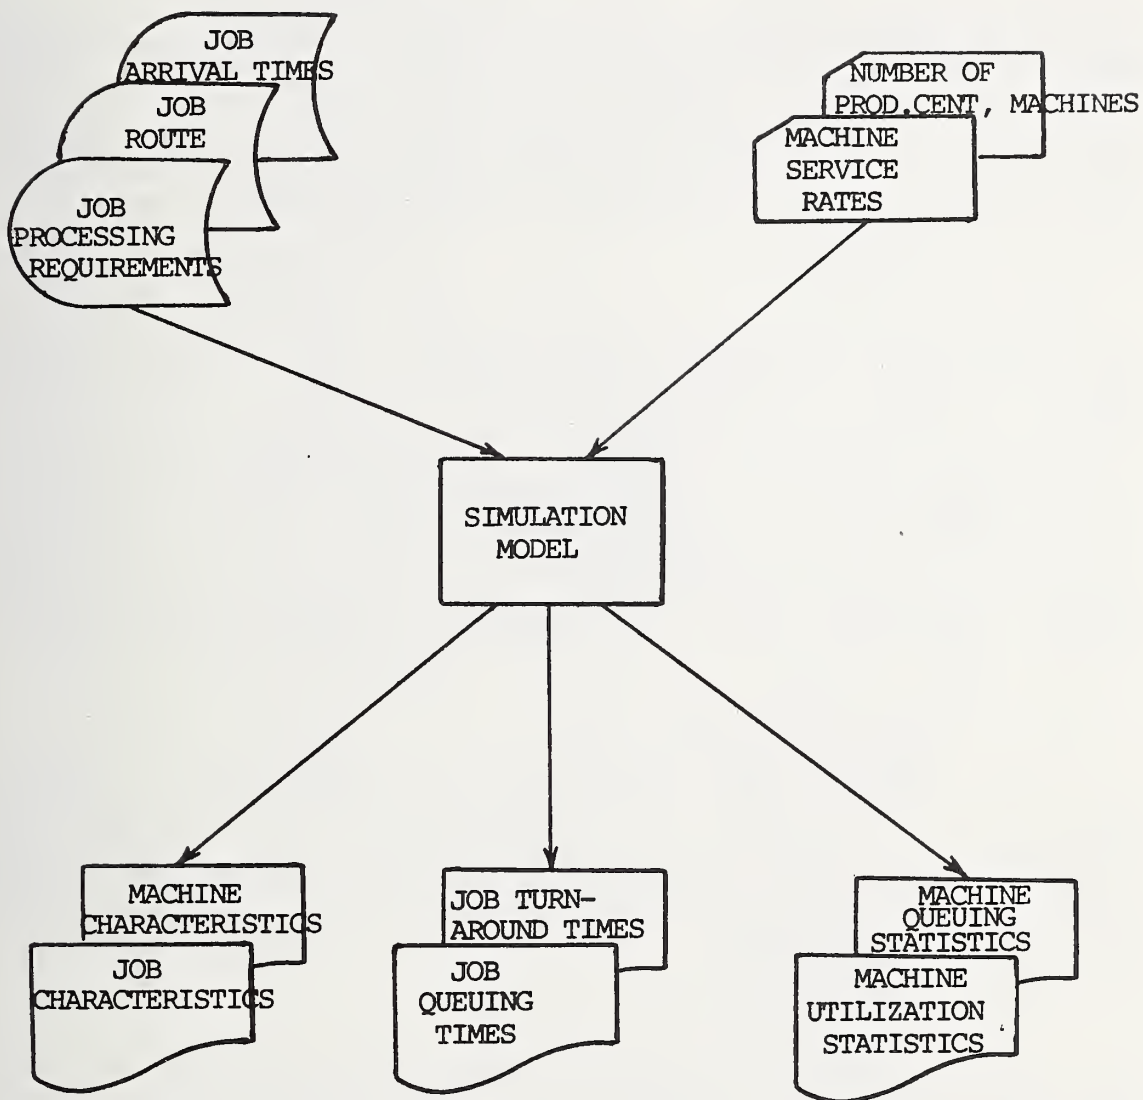 JOB
ARRIVAL TIMES
JOB
ROUTE
JOB
PROCESSING
REQUIREMENTS
NUMBER OF
PROD.CENT, MACHINES
MACHINE
SERVICE
RATES
SIMULATION
MODEL
MACHINE
CHARACTERISTICS
JOB
CHARACTERISTICS
JOB TURN-
AROUND TIMES
JOB
QUEUING
TIMES
MACHINE
QUEUING
STATISTICS
MACHINE
UTILIZATION
STATISTICS